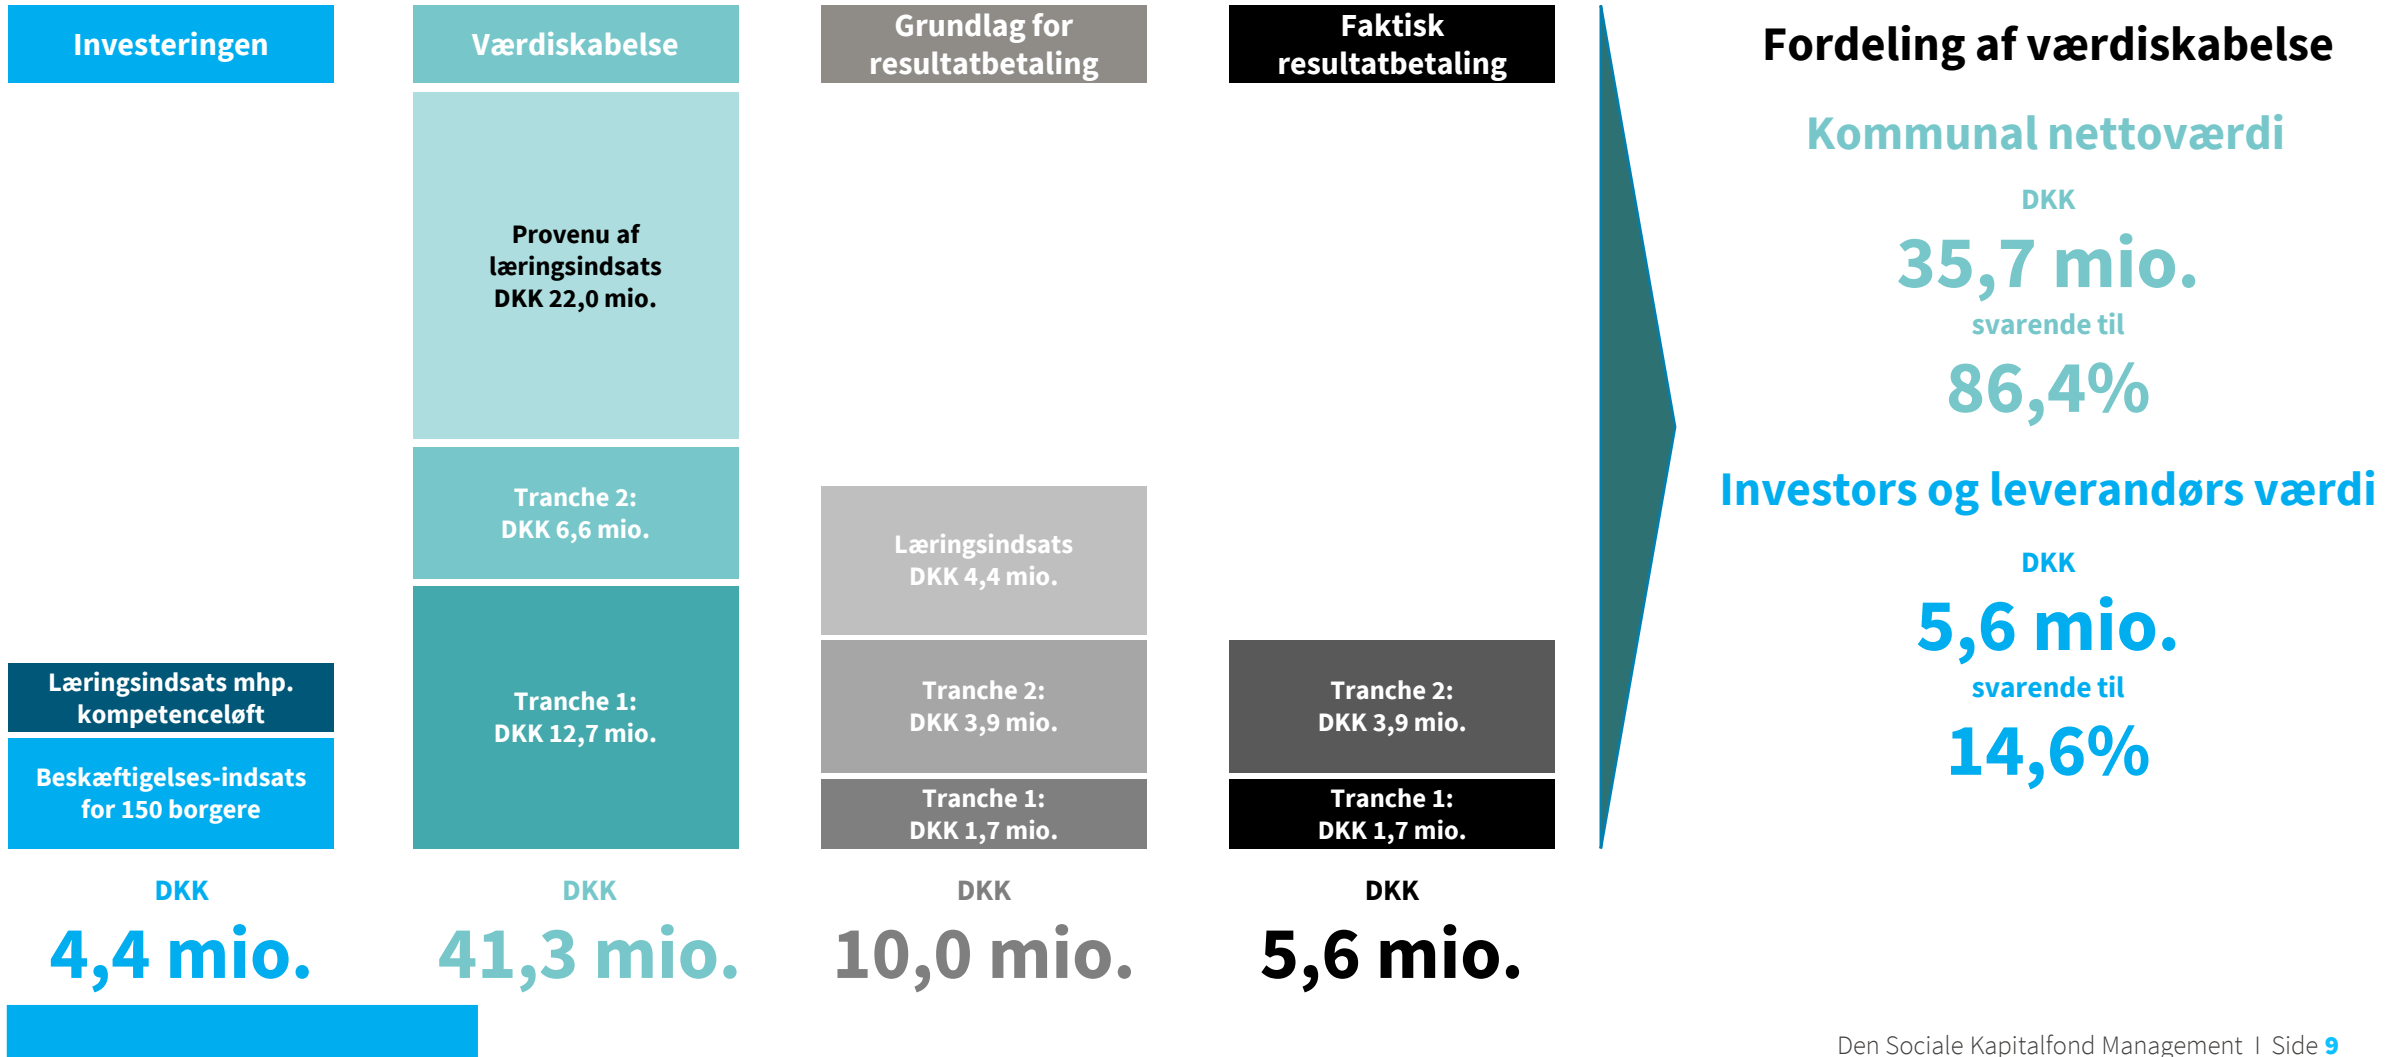 Investeringen
Læringsindsats mhp.
kompetenceløft
Beskæftigelses-indsats
for 150 borgere
DKK
4,4 mio.
Værdiskabelse
Provenu af
læringsindsats
DKK 22,0 mio.
Tranche 2:
DKK 6,6 mio.
Tranche 1:
DKK 12,7 mio.
DKK
41,3 mio.
Grundlag for
resultatbetaling
Læringsindsats
DKK 4,4 mio.
Tranche 2:
DKK 3,9 mio.
Tranche 1:
DKK 1,7 mio.
DKK
10,0 mio.
Faktisk
resultatbetaling
Tranche 2:
DKK 3,9 mio.
Tranche 1:
DKK 1,7 mio.
DKK
5,6 mio.
Fordeling af værdiskabelse
Kommunal nettoværdi
DKK
35,7 mio.
svarende til
86,4%
Investors og leverandørs værdi
DKK
5,6 mio.
svarende til
14,6%
Den Sociale Kapitalfond Management I Side 9